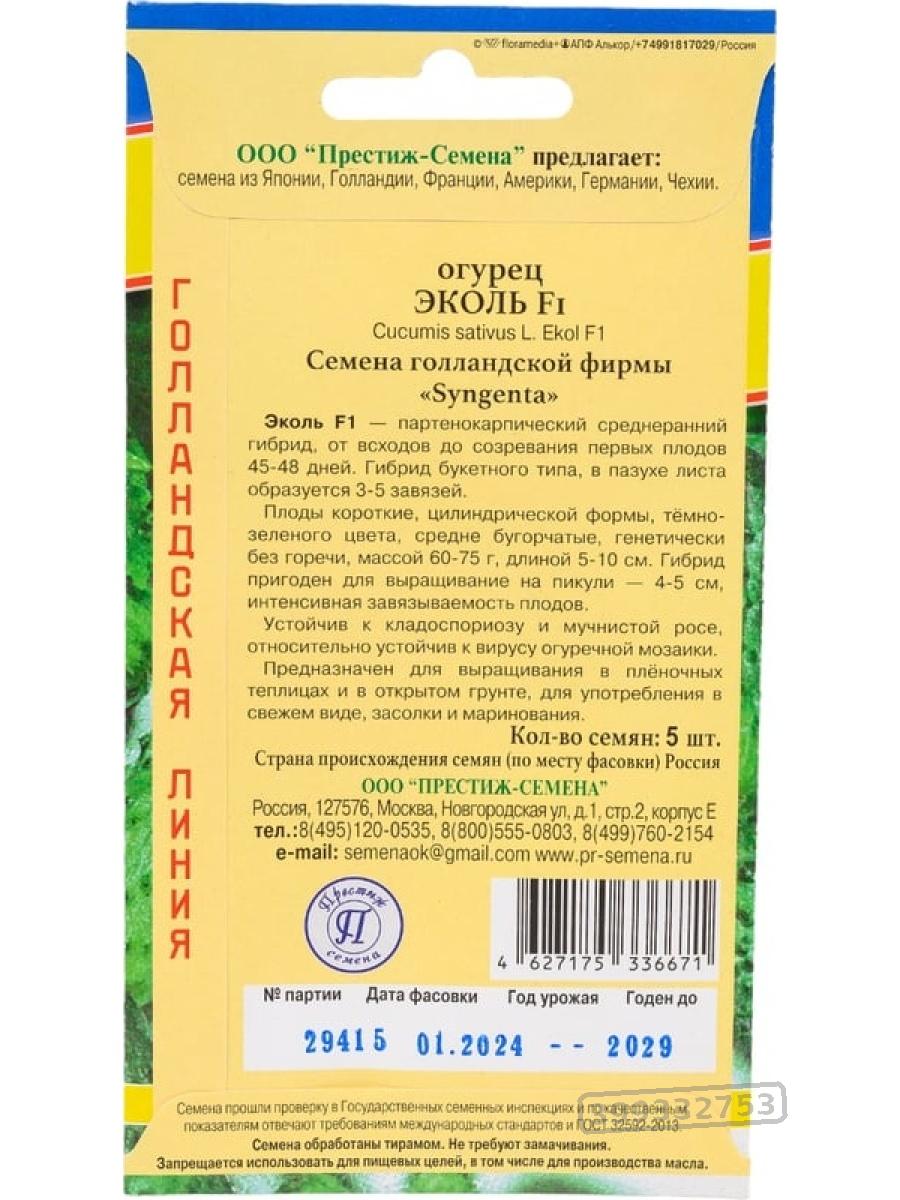 © floramedia+ АПФ Алькор/+74991817029/Россия
ООО “Престиж-Семена” предлагает:
семена из Японии, Голландии, Франции, Америки, Германии, Чехии.
ГОЛЛАНДСКАЯ ЛИНИЯ
огурец
ЭКОЛЬ F1
Cucumis sativus L. Ekol F1
Семена голландской фирмы
«Syngenta»
Эколь F1 — партенокарпический среднеранний
гибрид, от всходов до созревания первых плодов
45-48 дней. Гибрид букетного типа, в пазухе листа
образуется 3-5 завязей.
Плоды короткие, цилиндрической формы, тёмно-
зеленого цвета, средне бугорчатые, генетически
без горечи, массой 60-75 г, длиной 5-10 см. Гибрид
пригоден для выращивание на пикули — 4-5 см,
интенсивная завязываемость плодов.
Устойчив к кладоспориозу и мучнистой росе,
относительно устойчив к вирусу огуречной мозаики.
Предназначен для выращивания в плёночных
теплицах и в открытом грунте, для употребления в
свежем виде, засолки и маринования.
Кол-во семян: 5 шт.
Страна происхождения семян (по месту фасовки) Россия
ООО “ПРЕСТИЖ-СЕМЕНА”
Россия, 127576, Москва, Новгородская ул, д.1, стр.2, корпус Е
тел.:8(495)120-0535, 8(800)555-0803, 8(499)760-2154
e-mail: semenaok@gmail.com www.pr-semena.ru
Престиж
П
семена
4 627175 336671
№ партии Дата фасовки Год урожая Годен до
29415 01.2024 -- 2029
Семена прошли проверку в Государственных семенных инспекциях и по качественным
показателям отвечают требованиям международных стандартов и ГОСТ 32592-2013.
399332753
Семена обработаны тирамом. Не требуют замачивания.
Запрещается использовать для пищевых целей, в том числе для производства масла.